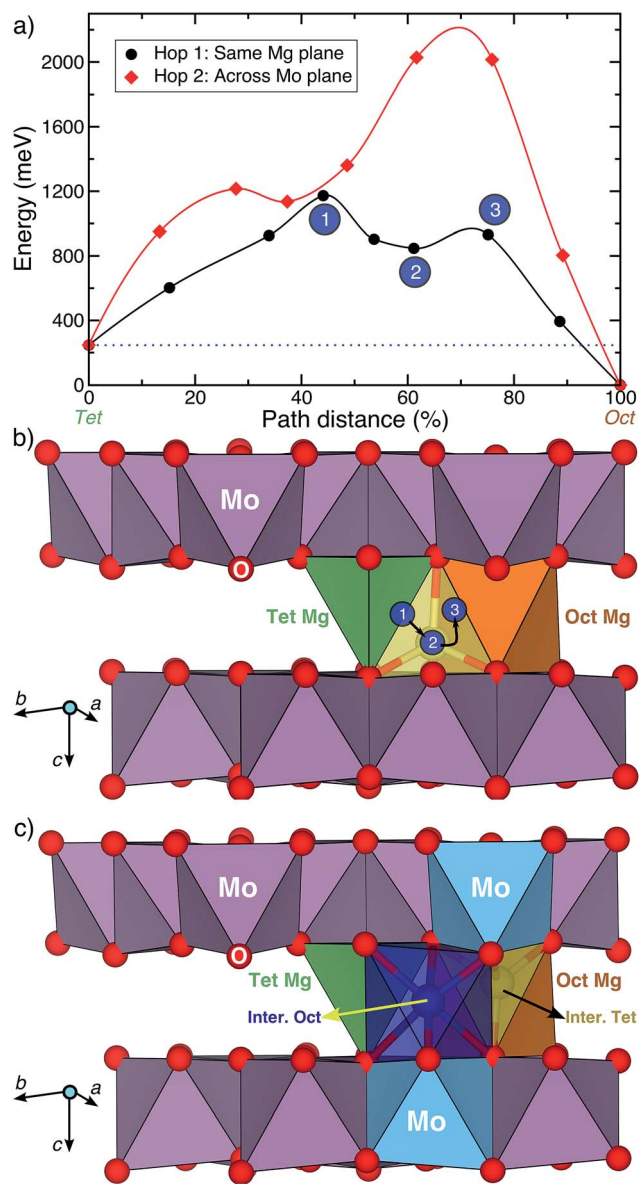 a)
Hop 1: Same Mg plane
Hop 2: Across Mo plane
Energy (meV)
2000
1600
1200
800
400
0
1
2
3
0 20 40 60 80 100
Tet Path distance (%) Oct
b)
Mo
O
Tet Mg
1
2
3
Oct Mg
b
a
c
c)
Mo
Mo
O
Tet Mg
Oct Mg
Inter. Oct
Inter. Tet
b
a
c
Mo